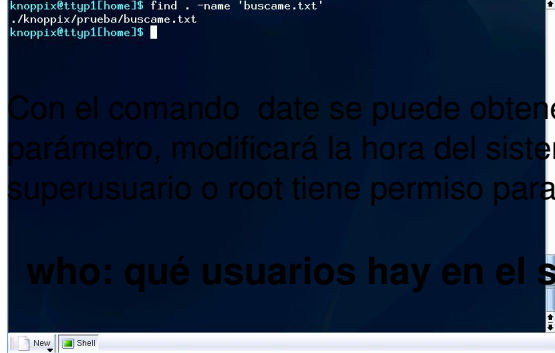 knoppix@ttyp1[home]$ find . -name 'buscame.txt'
./knoppix/prueba/buscame.txt
knoppix@ttyp1[home]$
Con el comando date se puede obtene
parámetro, modificará la hora del sister
superusuario o root tiene permiso para
who: qué usuarios hay en el s
New Shell